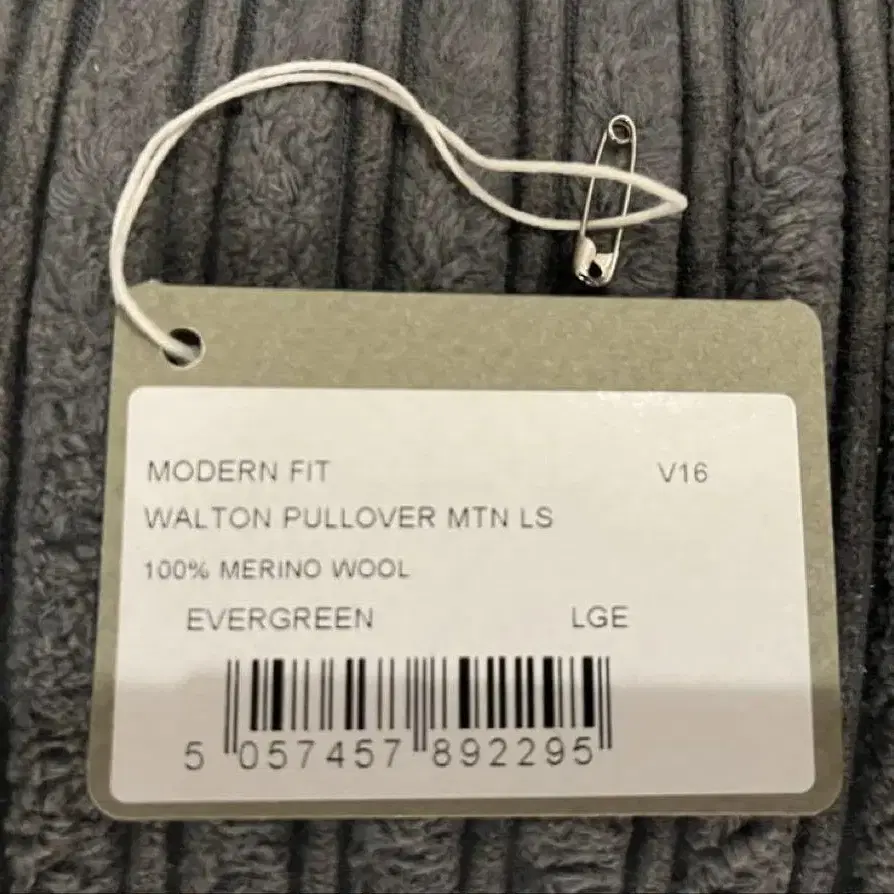 MODERN FIT V16
WALTON PULLOVER MTN LS
100% MERINO WOOL
EVERGREEN LGE
5 057457 892295